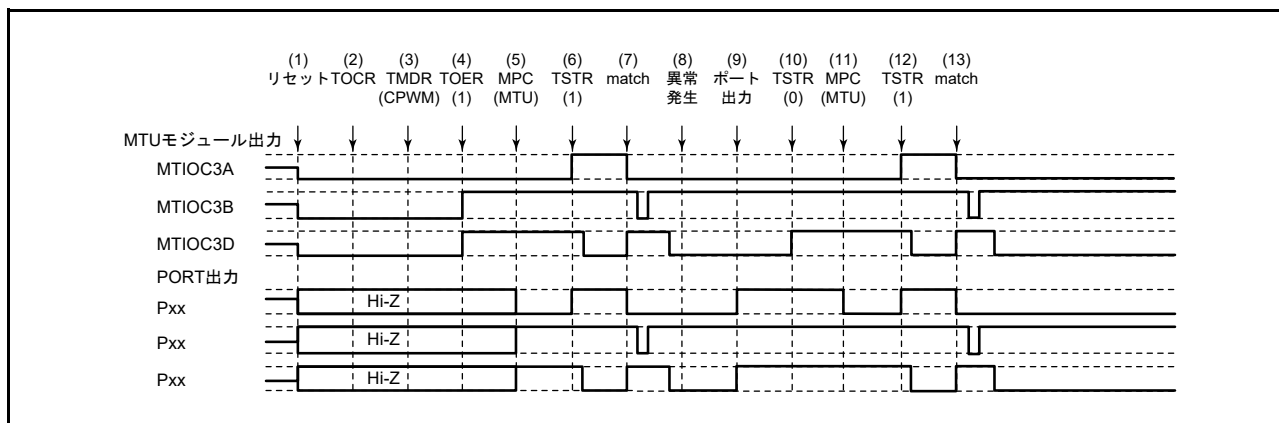 (1) (2) (3) (4) (5) (6) (7) (8) (9) (10) (11) (12) (13)
リセット TOCR TMDR TOER MPC TSTR match 異常 ポート TSTR MPC TSTR match
(CPWM) (1) (MTU) (1) 発生 出力 (0) (MTU) (1)
MTUモジュール出力
MTIOC3A
MTIOC3B
MTIOC3D
PORT出力
Pxx Hi-Z
Pxx Hi-Z
Pxx Hi-Z